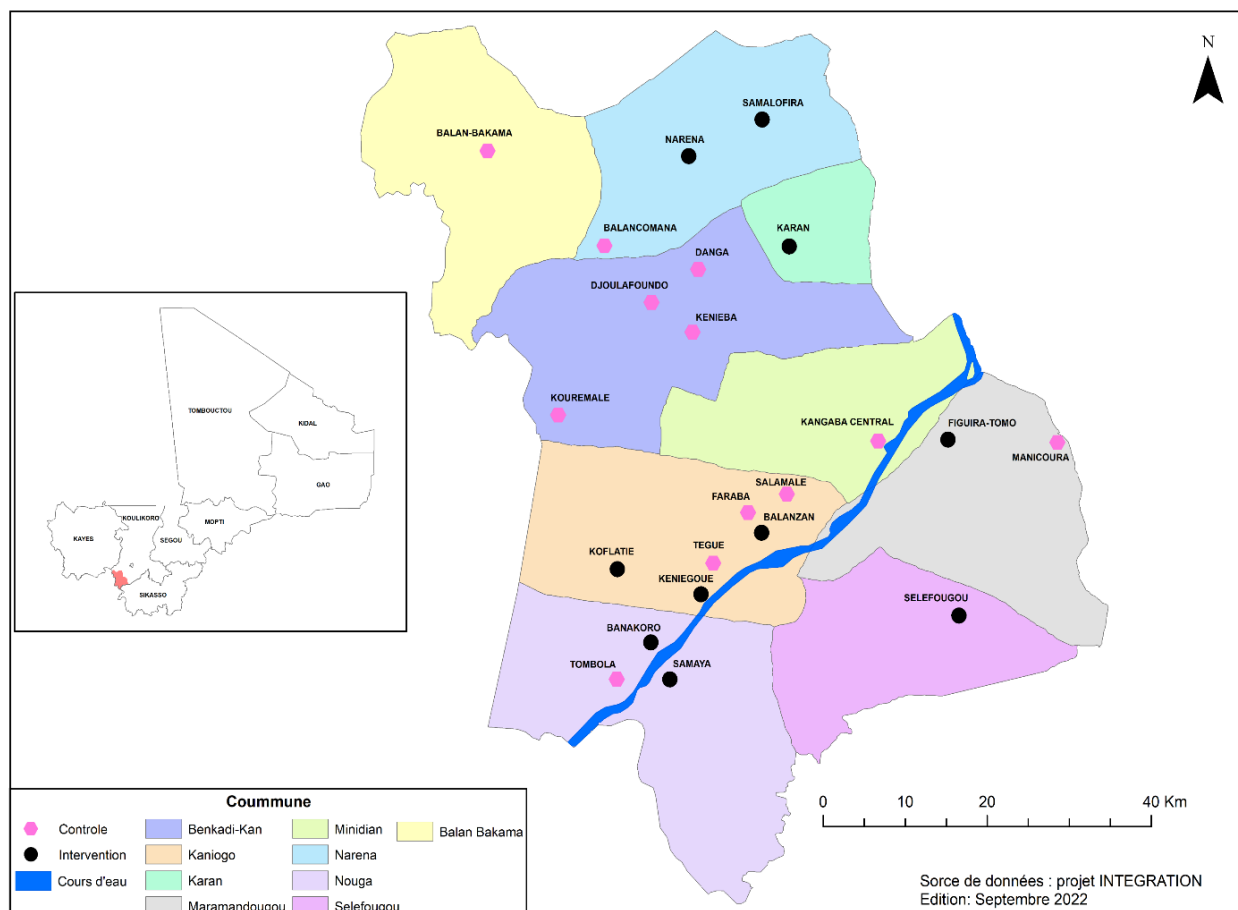 N
SAMALOFIRA
BALAN-BAKAMA
NARENA
BALANCOMANA
KARAN
DANGA
DJOULAFOUNDO
KENIEBA
KOUREMALE
KANGABA CENTRAL
FIGUIRA-TOMO
MANICOURA
SALAMALE
FARABA
BALANZAN
TEGUE
KOFLATIE
KENIEGOUE
SELEFOUGOU
BANAKORO
TOMBOLA
SAMAYA
TOMBOUCTOU
KIDAL
GAO
KOULIKORO
MOPTI
KAYES
SEGOU
SIKASSO
Coummune
Controle
Intervention
Cours d'eau
Benkadi-Kan
Kaniogo
Karan
Maramandougou
Minidian
Narena
Nouga
Selefougou
Balan Bakama
0 10 20 40 Km
Sorce de données : projet INTEGRATION
Edition: Septembre 2022